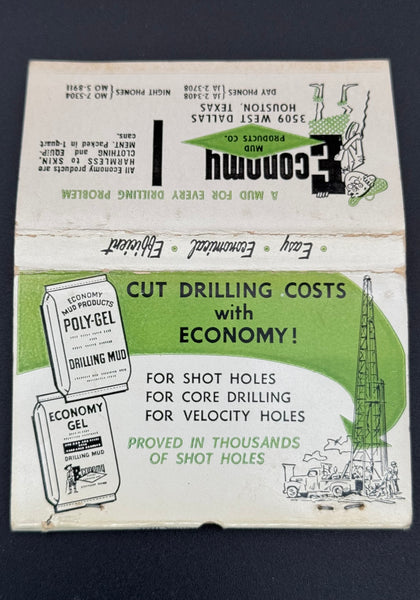 A MUD FOR EVERY DRILLING PROBLEM
Economy
MUD
PRODUCTS CO.
3509 WEST DALLAS
HOUSTON, TEXAS
DAY PHONES { JA 2-3408
JA 2-3708
NIGHT PHONES { MO 7-5304
MO 5-8911
All Economy products are
HARMLESS to SKIN,
CLOTHING and EQUIP-
MENT. Packed in 1-quart
cans.
• Easy • Economical • Efficient •
CUT DRILLING COSTS
with
ECONOMY!
FOR SHOT HOLES
FOR CORE DRILLING
FOR VELOCITY HOLES
PROVED IN THOUSANDS
OF SHOT HOLES
ECONOMY
MUD PRODUCTS
POLY-GEL
DRILLING MUD
ECONOMY
GEL
DRILLING MUD
Economy